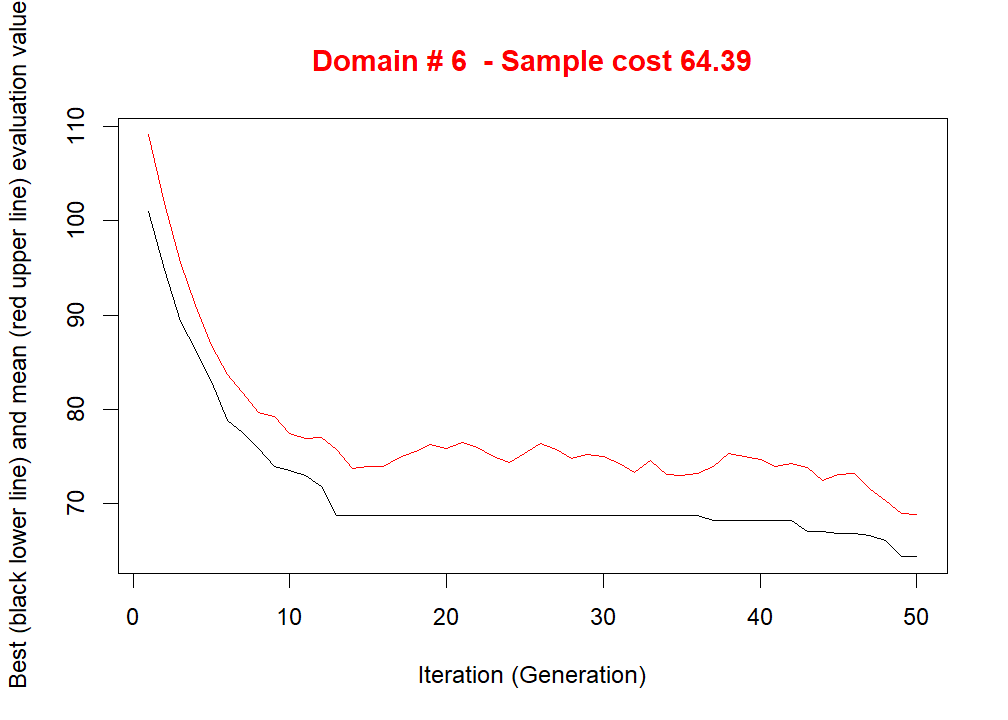 Domain # 6  - Sample cost 64.39
Best (black lower line) and mean (red upper line) evaluation value
110
100
90
80
70
0 10 20 30 40 50
Iteration (Generation)